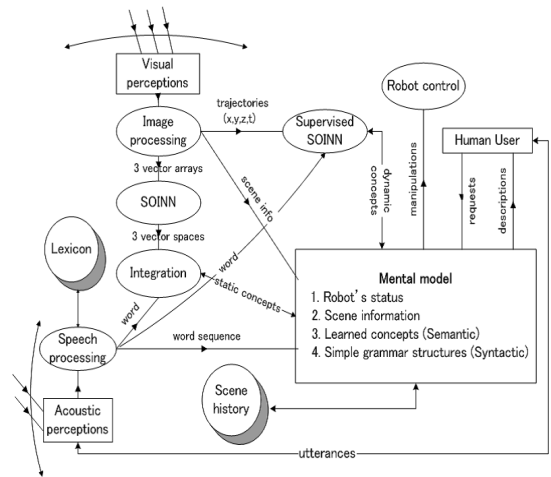 Visual
perceptions
Image
processing
trajectories
(x,y,z,t)
Supervised
SOINN
Robot control
Human User
3 vector arrays
SOINN
3 vector spaces
Integration
scene info
word
dynamic
concepts
manipulations
requests
descriptions
Lexicon
static concepts
word
Speech
processing
word sequence
Mental model
1. Robot's status
2. Scene information
3. Learned concepts (Semantic)
4. Simple grammar structures (Syntactic)
Scene
history
Acoustic
perceptions
utterances